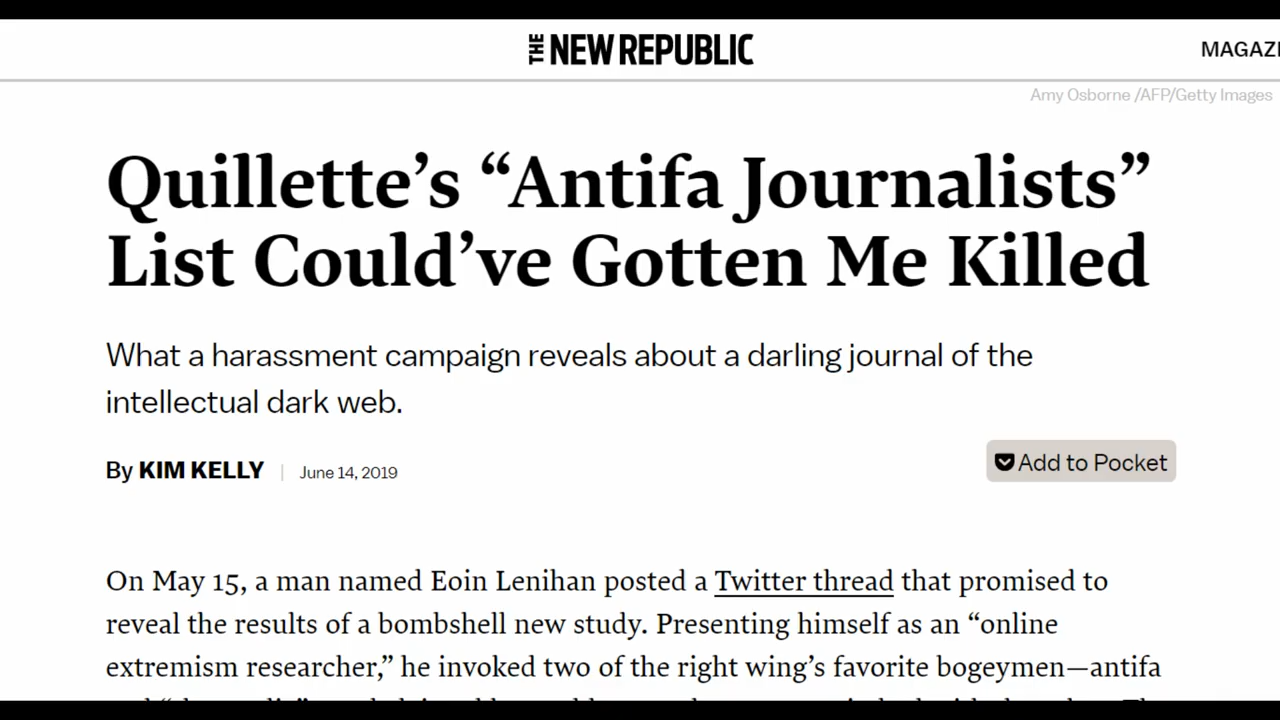 THE NEW REPUBLIC
MAGAZI
Amy Osborne /AFP/Getty Images
Quillette’s “Antifa Journalists”
List Could’ve Gotten Me Killed
What a harassment campaign reveals about a darling journal of the
intellectual dark web.
By KIM KELLY | June 14, 2019
Add to Pocket
On May 15, a man named Eoin Lenihan posted a Twitter thread that promised to
reveal the results of a bombshell new study. Presenting himself as an “online
extremism researcher,” he invoked two of the right wing’s favorite bogeymen—antifa